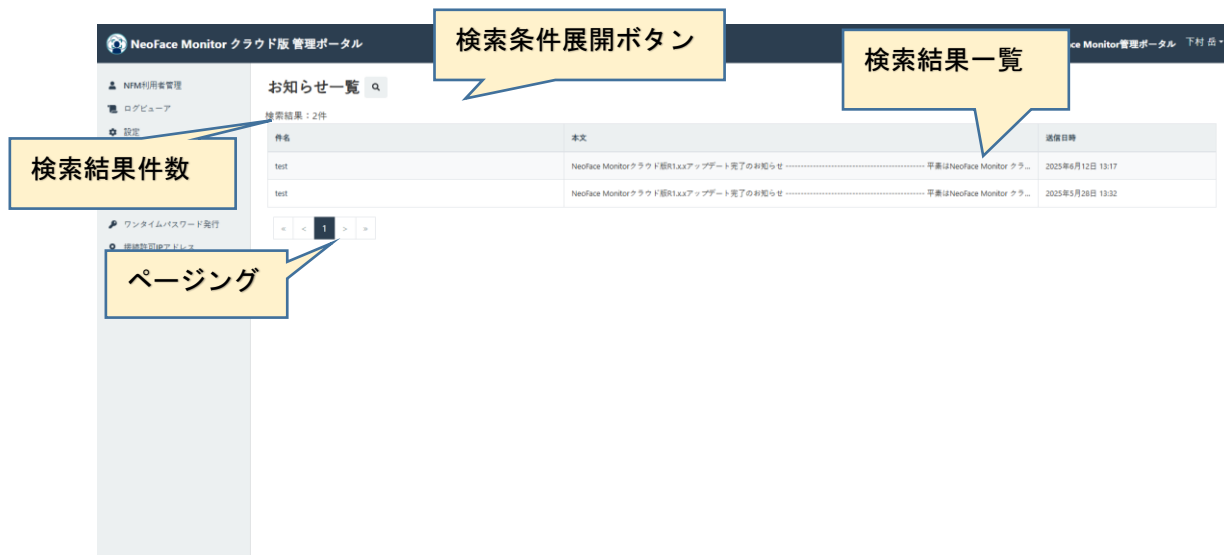 NeoFace Monitor クラウド版 管理ポータル
検索条件展開ボタン
検索結果一覧
ce Monitor管理ポータル 下村 岳
NFM利用者管理
ログビューア
設定
お知らせ一覧
検索結果：2件
件名 本文 送信日時
test NeoFace Monitorクラウド版R1.x.xアップデート完了のお知らせ ---------------------------------------------- 平素はNeoFace Monitor クラ... 2025年6月12日 13:17
test NeoFace Monitorクラウド版R1.x.xアップデート完了のお知らせ ---------------------------------------------- 平素はNeoFace Monitor クラ... 2025年5月28日 13:32
検索結果件数
ワンタイムパスワード発行
« < 1 > »
接続許可IPアドレス
ページング